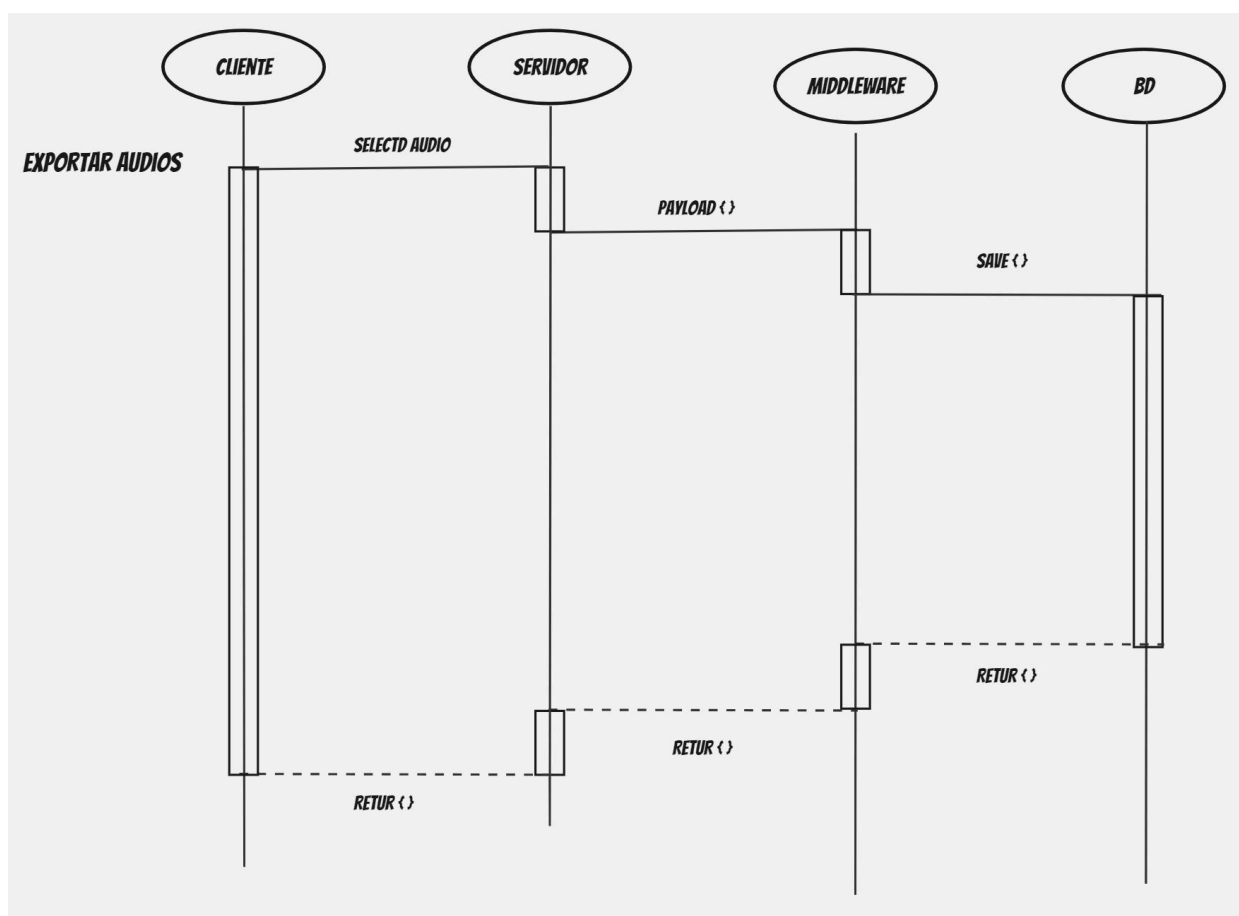 CLIENTE
SERVIDOR
MIDDLEWARE
BD
EXPORTAR AUDIOS
SELECTD AUDIO
PAYLOAD { }
SAVE { }
RETUR { }
RETUR { }
RETUR { }